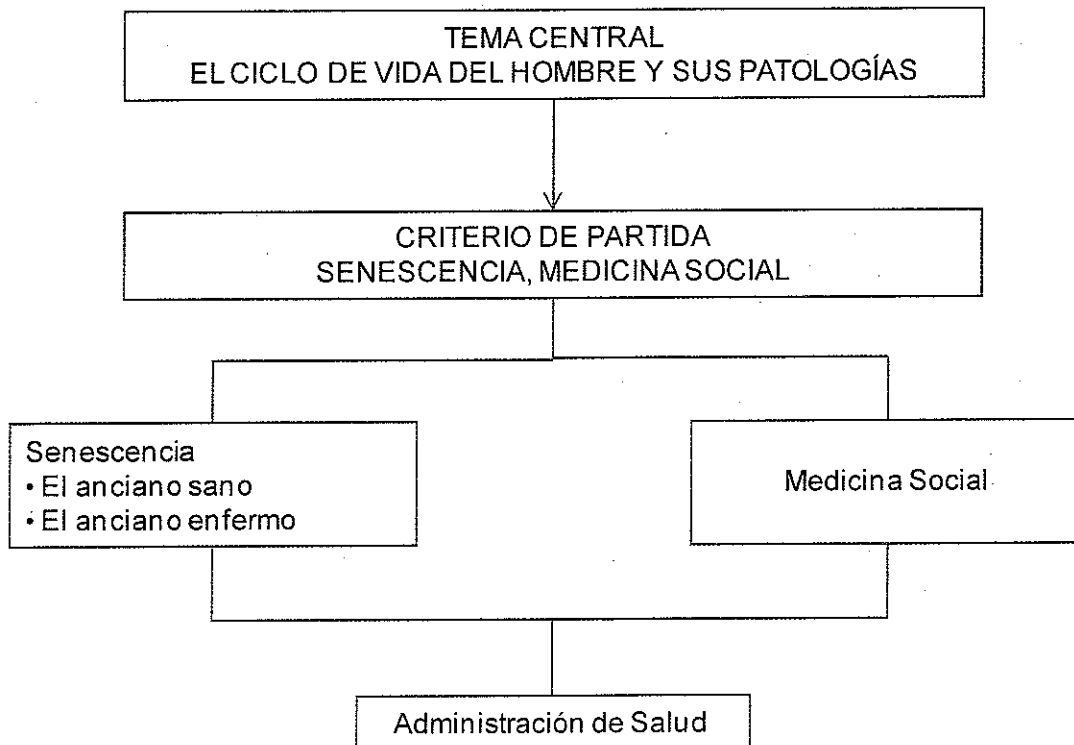 TEMA CENTRAL
EL CICLO DE VIDA DEL HOMBRE Y SUS PATOLOGÍAS
CRITERIO DE PARTIDA
SENESCENCIA, MEDICINA SOCIAL
Senescencia
• El anciano sano
• El anciano enfermo
Medicina Social
Administración de Salud